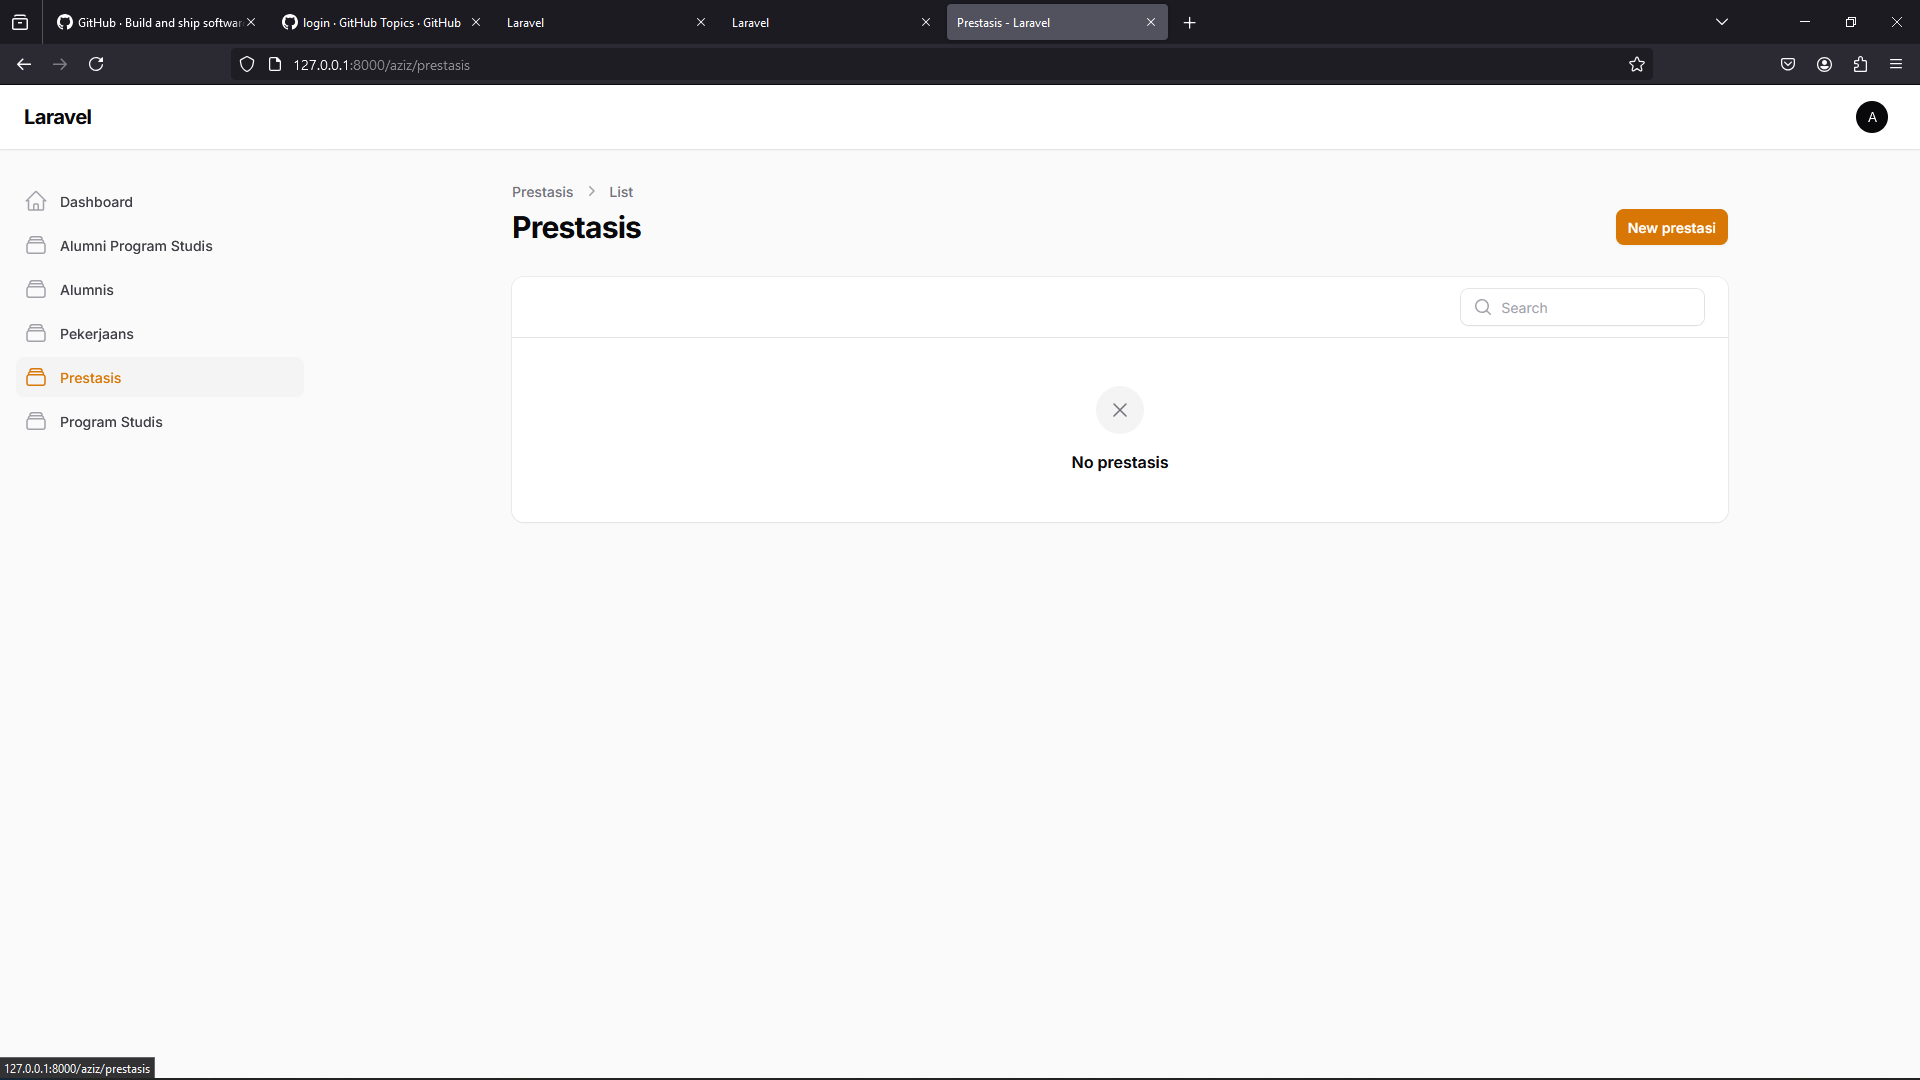 GitHub · Build and ship softwar
login · GitHub Topics · GitHub
Laravel
Laravel
Prestasis - Laravel
127.0.0.1:8000/aziz/prestasis
Laravel
A
Dashboard
Alumni Program Studis
Alumnis
Pekerjaans
Prestasis
Program Studis
Prestasis > List
Prestasis
New prestasi
Search
No prestasis
127.0.0.1:8000/aziz/prestasis